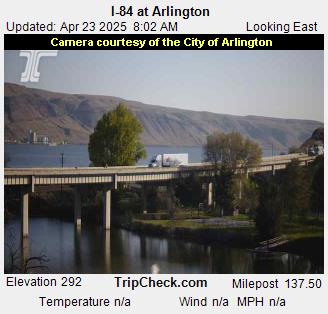 I-84 at Arlington
Updated: Apr 23 2025 8:02 AM Looking East
Camera courtesy of the City of Arlington
Elevation 292 TripCheck.com Milepost 137.50
Temperature n/a Wind n/a MPH n/a